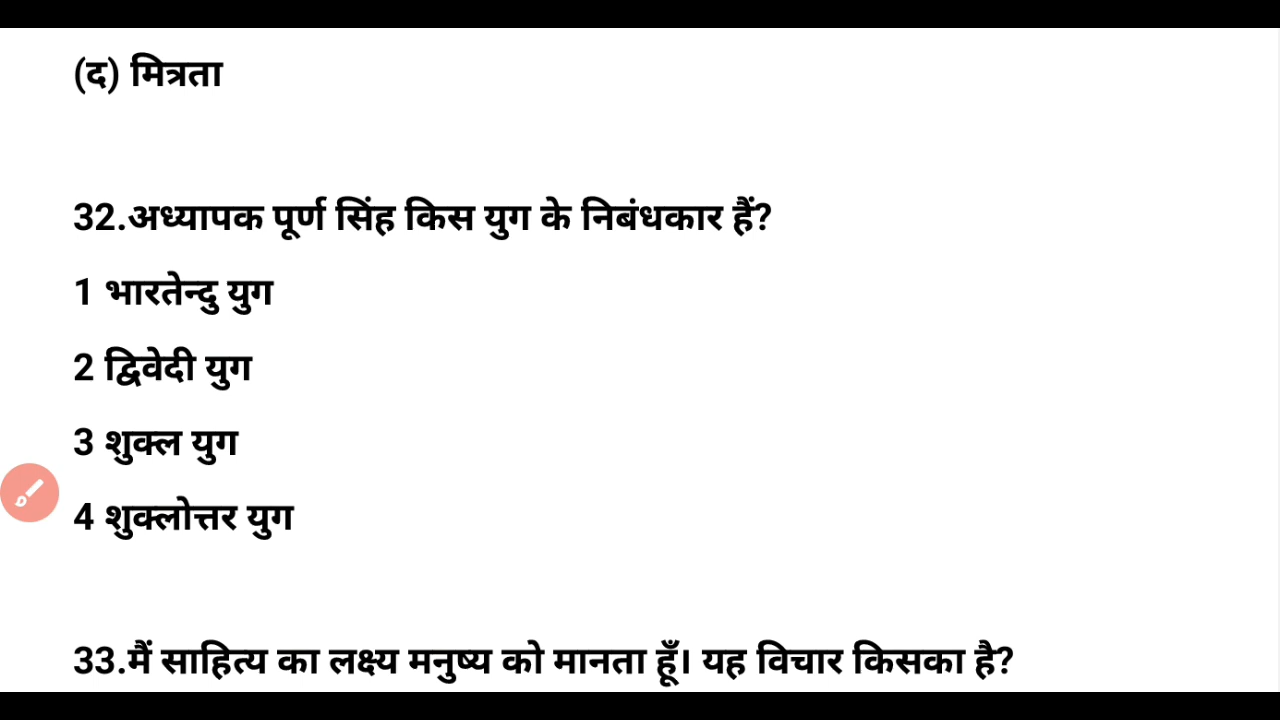 (द) मित्रता
32.अध्यापक पूर्ण सिंह किस युग के निबंधकार हैं?
1 भारतेन्दु युग
2 द्विवेदी युग
3 शुक्ल युग
4 शुक्लोत्तर युग
33.मैं साहित्य का लक्ष्य मनुष्य को मानता हूँ। यह विचार किसका है?